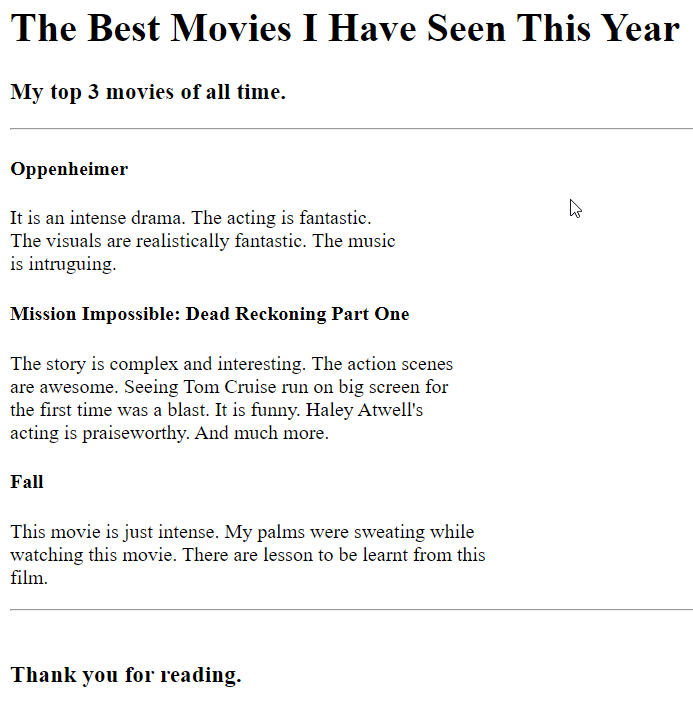 The Best Movies I Have Seen This Year
My top 3 movies of all time.
Oppenheimer
It is an intense drama. The acting is fantastic.
The visuals are realistically fantastic. The music
is intruguing.
Mission Impossible: Dead Reckoning Part One
The story is complex and interesting. The action scenes
are awesome. Seeing Tom Cruise run on big screen for
the first time was a blast. It is funny. Haley Atwell's
acting is praiseworthy. And much more.
Fall
This movie is just intense. My palms were sweating while
watching this movie. There are lesson to be learnt from this
film.
Thank you for reading.